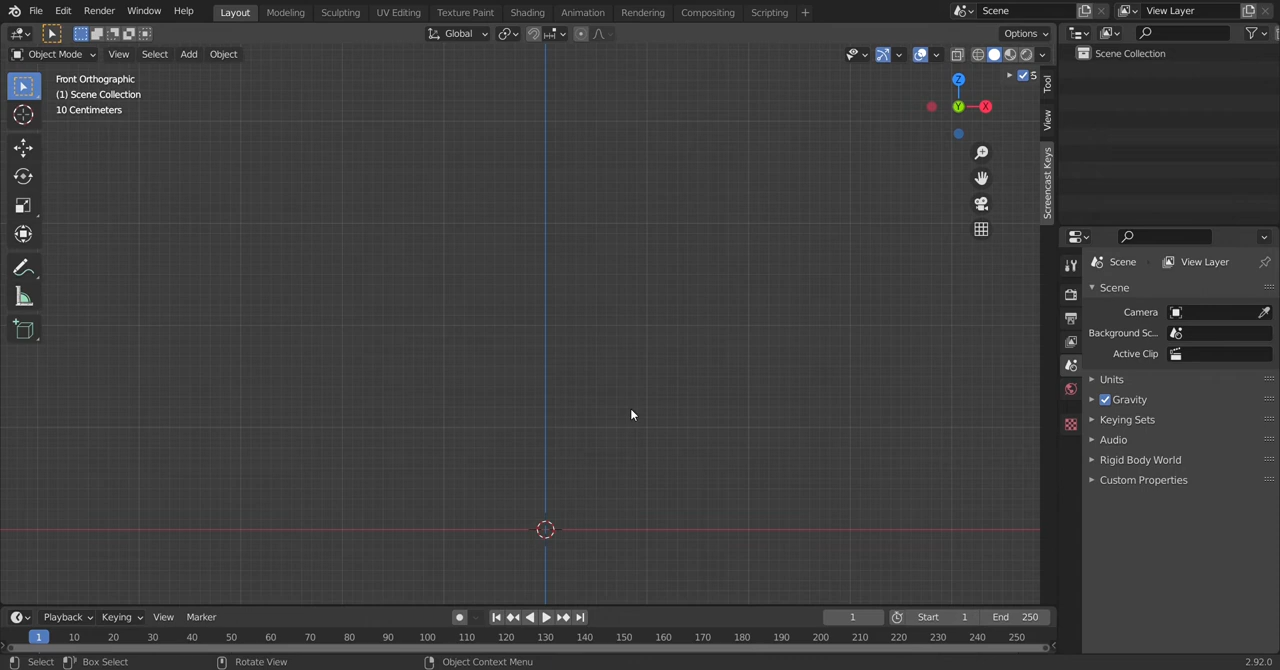 File Edit Render Window Help Layout Modeling Sculpting UV Editing Texture Paint Shading Animation Rendering Compositing Scripting + Scene View Layer
Global Options
Object Mode View Select Add Object
Scene Collection
Front Orthographic
(1) Scene Collection
10 Centimeters
S
Z
Y
X
Tool
View
Screencast Keys
Scene View Layer
Scene
Camera
Background Sc...
Active Clip
Units
Gravity
Keying Sets
Audio
Rigid Body World
Custom Properties
Playback Keying View Marker 1 Start 1 End 250
1 10 20 30 40 50 60 70 80 90 100 110 120 130 140 150 160 170 180 190 200 210 220 230 240 250
Select Box Select Rotate View Object Context Menu 2.92.0